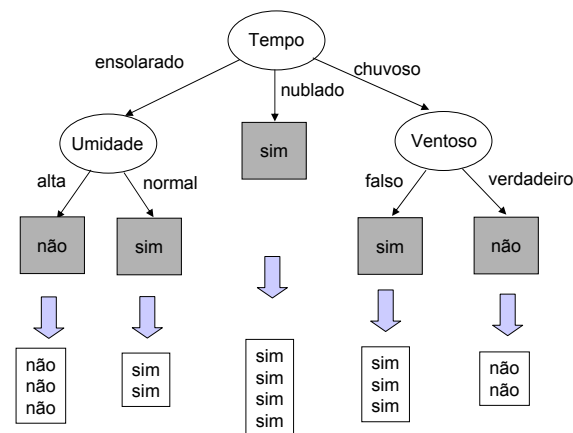 Tempo
ensolarado
nublado
chuvoso
Umidade
sim
Ventoso
alta
normal
falso
verdadeiro
não
sim
sim
não
não
não
não
sim
sim
sim
sim
sim
sim
sim
sim
sim
não
não